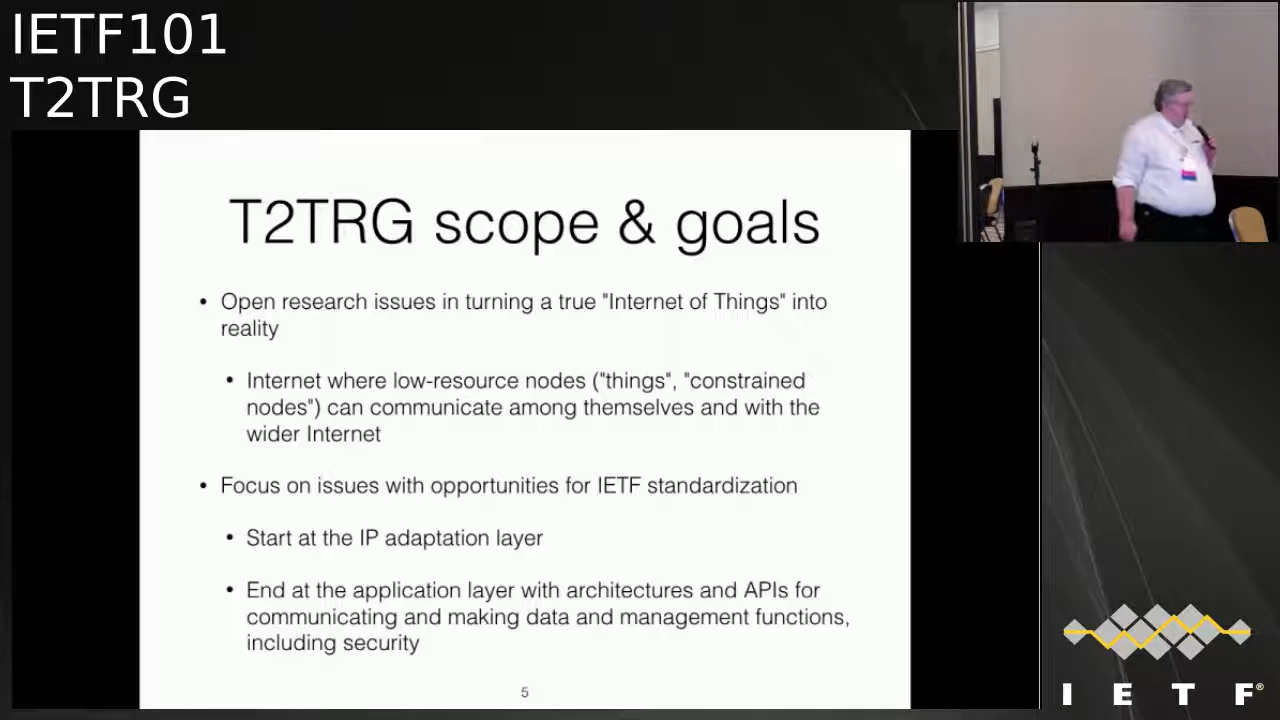 IETF101
T2TRG
T2TRG scope & goals
• Open research issues in turning a true "Internet of Things" into
reality
• Internet where low-resource nodes ("things", "constrained
nodes") can communicate among themselves and with the
wider Internet
• Focus on issues with opportunities for IETF standardization
• Start at the IP adaptation layer
• End at the application layer with architectures and APIs for
communicating and making data and management functions,
including security
5
I E T F®